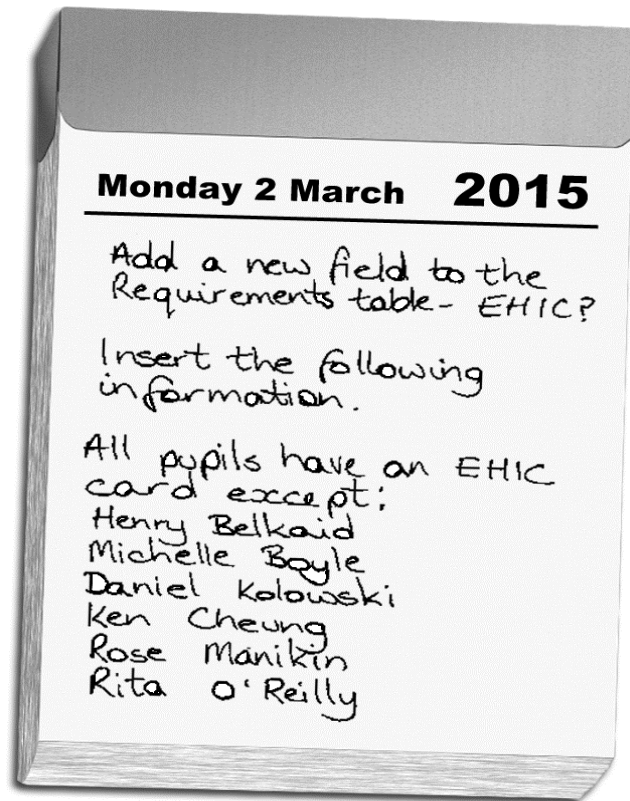 Monday 2 March 2015
Add a new field to the
Requirements table- EHIC?
Insert the following
information.
All pupils have an EHIC
card except:
Henry Belkaid
Michelle Boyle
Daniel Kolowski
Ken Cheung
Rose Manikin
Rita O'Reilly